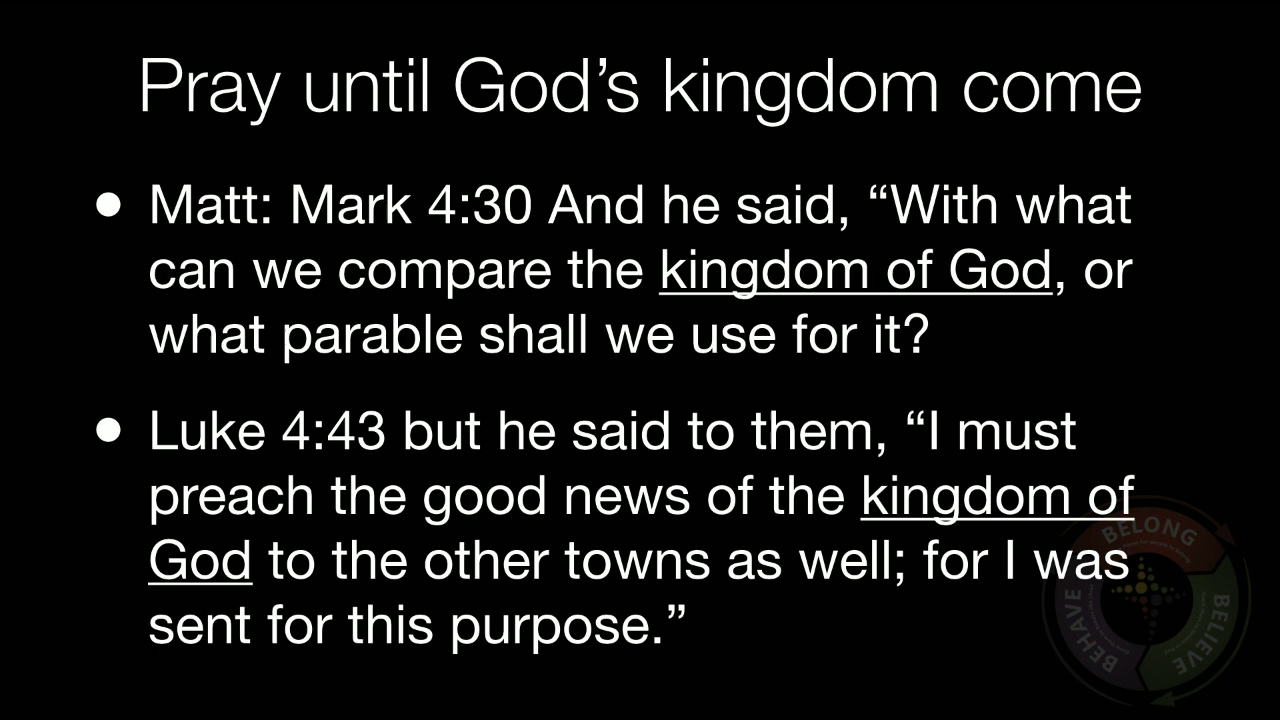 Pray until God’s kingdom come
• Matt: Mark 4:30 And he said, “With what
can we compare the kingdom of God, or
what parable shall we use for it?
• Luke 4:43 but he said to them, “I must
preach the good news of the kingdom of
God to the other towns as well; for I was
sent for this purpose.”
BELONG
BELIEVE
BEHAVE